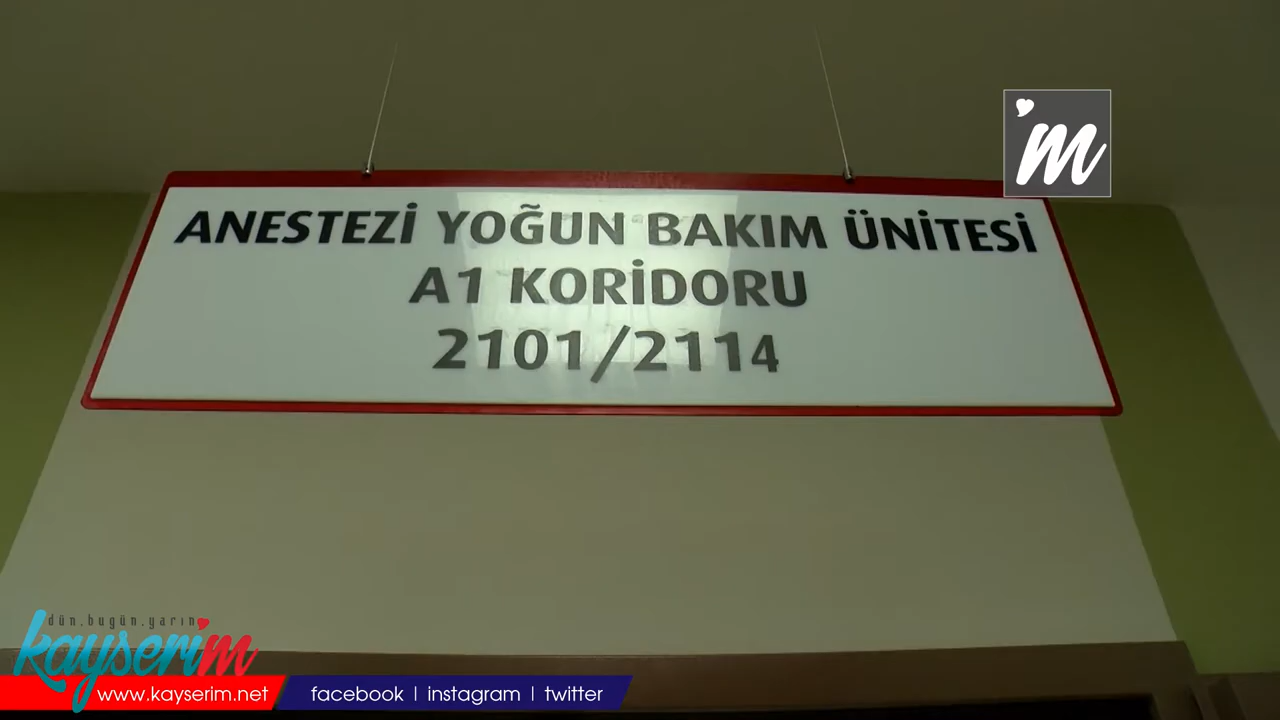 'm
ANESTEZİ YOĞUN BAKIM ÜNİTESİ
A1 KORİDORU
2101/2114
dün.bugün.yarın
kayserim
www.kayserim.net
facebook | instagram | twitter